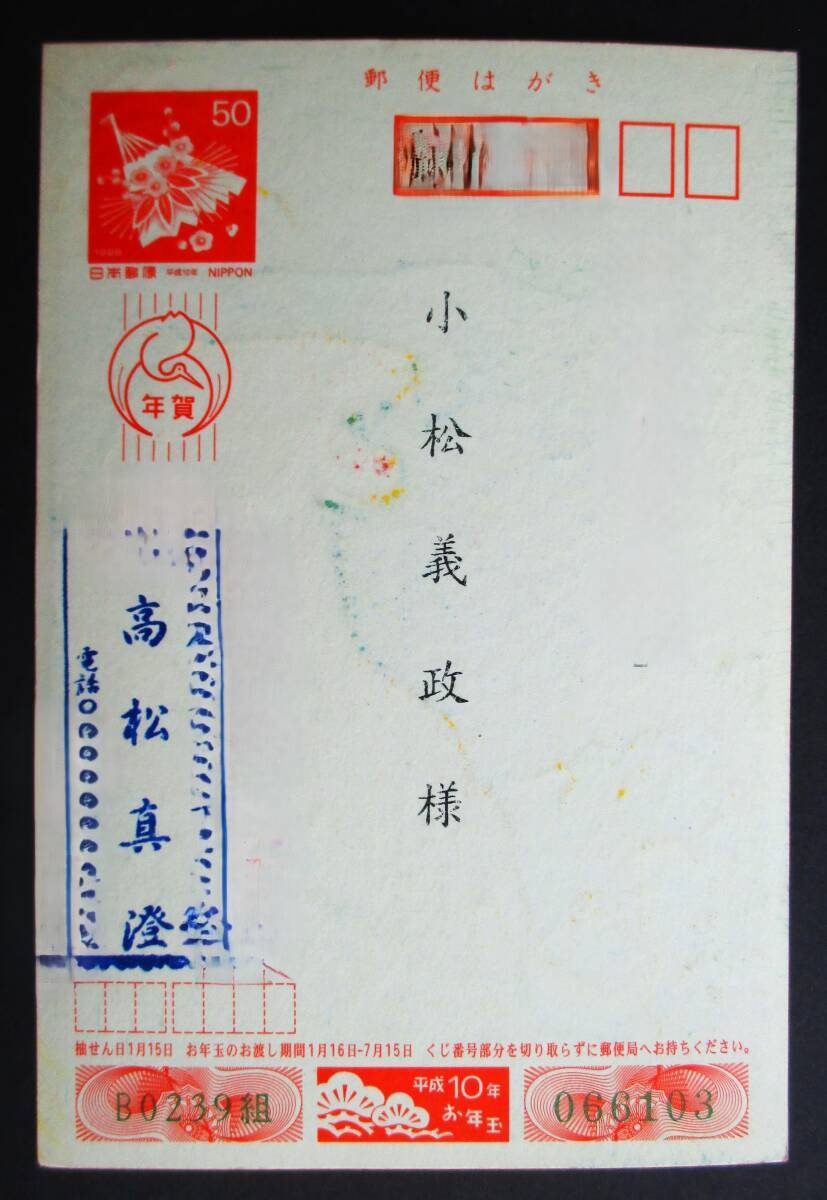 郵便はがき
50
1998
日本郵便 平成10年 NIPPON
年賀
小松義政様
高松真澄
電話
抽せん日1月15日 お年玉のお渡し期間1月16日-7月15日 くじ番号部分を切り取らずに郵便局へお持ちください。
B0239組
平成10年
お年玉
066103